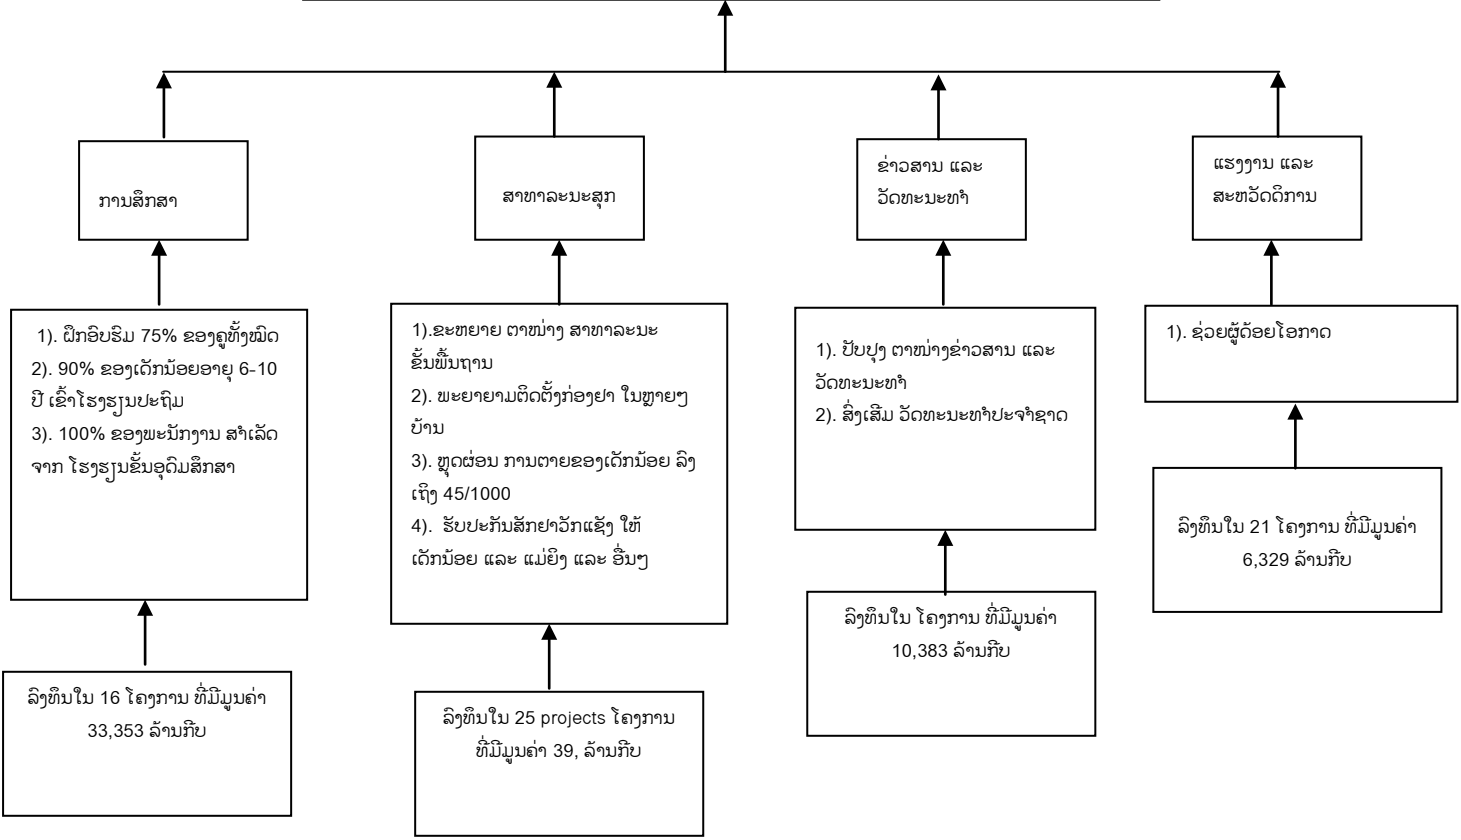 ການສຶກສາ
ສາທາລະນະສຸກ
ຂ່າວສານ ແລະ
ວັດທະນະທຳ
ແຮງງານ ແລະ
ສະຫວັດດິການ
1). ຝຶກອົບຮົມ 75% ຂອງຄູທັງໝົດ
2). 90% ຂອງເດັກນ້ອຍອາຍຸ 6-10
ປີ ເຂົ້າໂຮງຮຽນປະຖົມ
3). 100% ຂອງພະນັກງານ ສຳເລັດ
ຈາກ ໂຮງຮຽນຂັ້ນອຸດົມສຶກສາ
1).ຂະຫຍາຍ ຕາໜ່າງ ສາທາລະນະ
ຂັ້ນພື້ນຖານ
2). ພະຍາຍາມຕິດຕັ້ງກ່ອງຢາ ໃນຫຼາຍໆ
ບ້ານ
3). ຫຼຸດຜ່ອນ ການຕາຍຂອງເດັກນ້ອຍ ລົງ
ເຖິງ 45/1000
4). ຮັບປະກັນສັກຢາວັກແຊັງ ໃຫ້
ເດັກນ້ອຍ ແລະ ແມ່ຍິງ ແລະ ອື່ນໆ
1). ປັບປຸງ ຕາໜ່າງຂ່າວສານ ແລະ
ວັດທະນະທຳ
2). ສົ່ງເສີມ ວັດທະນະທຳປະຈຳຊາດ
1). ຊ່ວຍຜູ້ດ້ອຍໂອກາດ
ລົງທຶນໃນ 16 ໂຄງການ ທີ່ມີມູນຄ່າ
33,353 ລ້ານກີບ
ລົງທຶນໃນ 25 projects ໂຄງການ
ທີ່ມີມູນຄ່າ 39, ລ້ານກີບ
ລົງທຶນໃນ ໂຄງການ ທີ່ມີມູນຄ່າ
10,383 ລ້ານກີບ
ລົງທຶນໃນ 21 ໂຄງການ ທີ່ມີມູນຄ່າ
6,329 ລ້ານກີບ